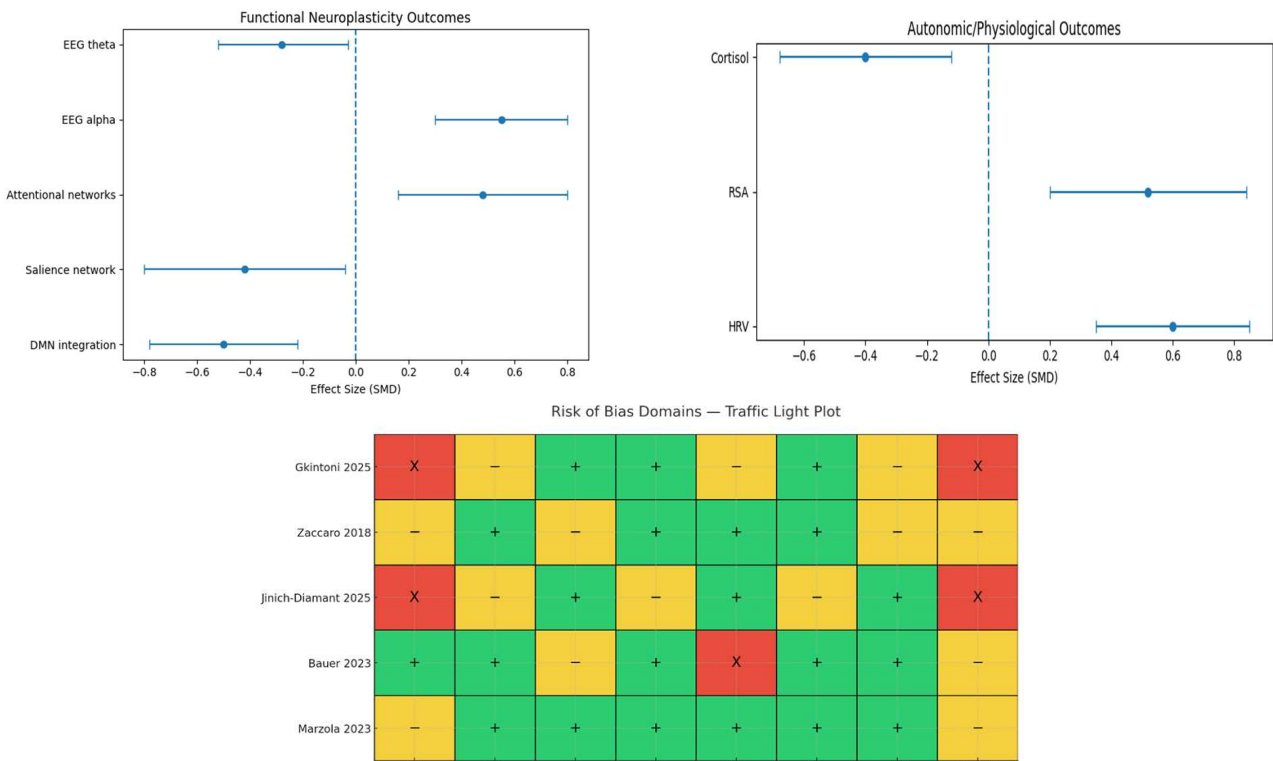 Functional Neuroplasticity Outcomes
EEG theta
EEG alpha
Attentional networks
Salience network
DMN integration
−0.8 −0.6 −0.4 −0.2 0.0 0.2 0.4 0.6 0.8
Effect Size (SMD)
Autonomic/Physiological Outcomes
Cortisol
RSA
HRV
−0.6 −0.4 −0.2 0.0 0.2 0.4 0.6 0.8
Effect Size (SMD)
Risk of Bias Domains — Traffic Light Plot
Gkintoni 2025 X − + + − + − X
Zaccaro 2018 − + − + + + − −
Jinich-Diamant 2025 X − + − + − + X
Bauer 2023 + + − + X + + −
Marzola 2023 − + + + + + + −